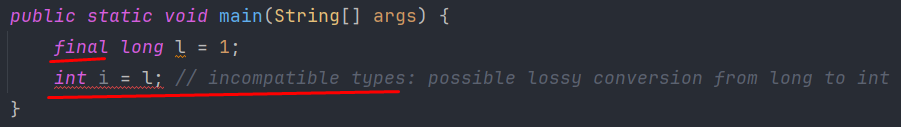 public static void main(String[] args) {
final long l = 1;
int i = l; // incompatible types: possible lossy conversion from long to int
}